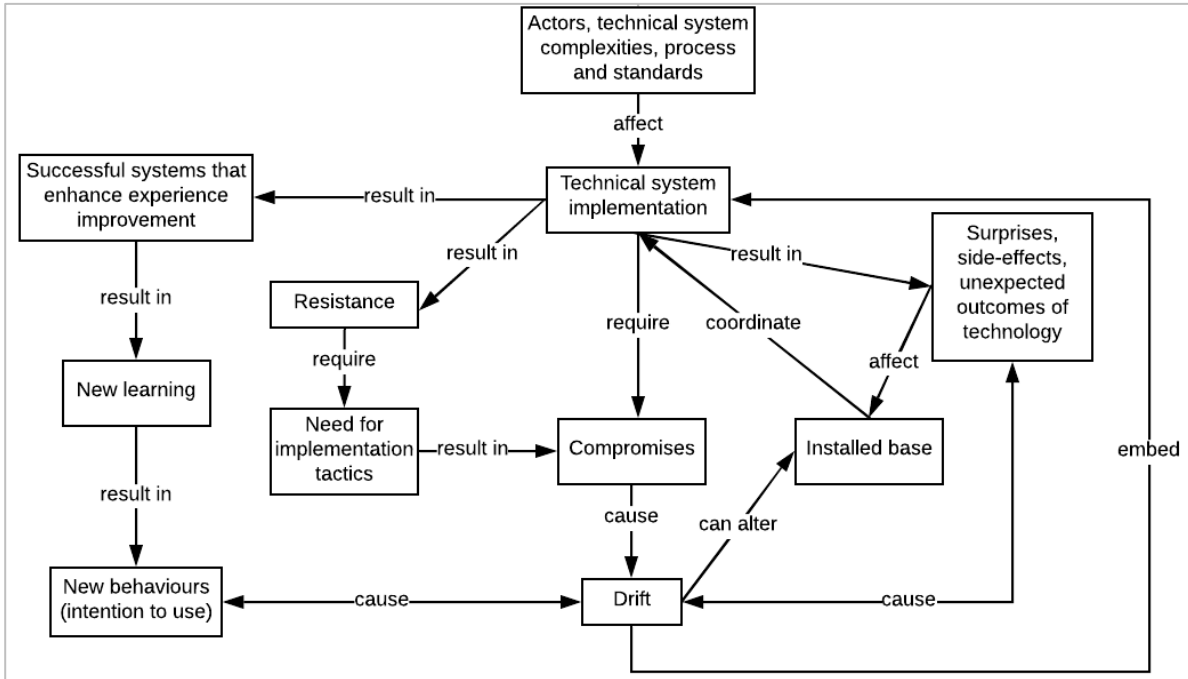 Actors, technical system
complexities, process
and standards
affect
Successful systems that
enhance experience
improvement
result in
Technical system
implementation
result in
result in
Surprises,
side-effects,
unexpected
outcomes of
technology
result in
Resistance
require
coordinate
affect
require
New learning
Need for
implementation
tactics
result in
Compromises
Installed base
embed
result in
cause
can alter
New behaviours
(intention to use)
cause
Drift
cause